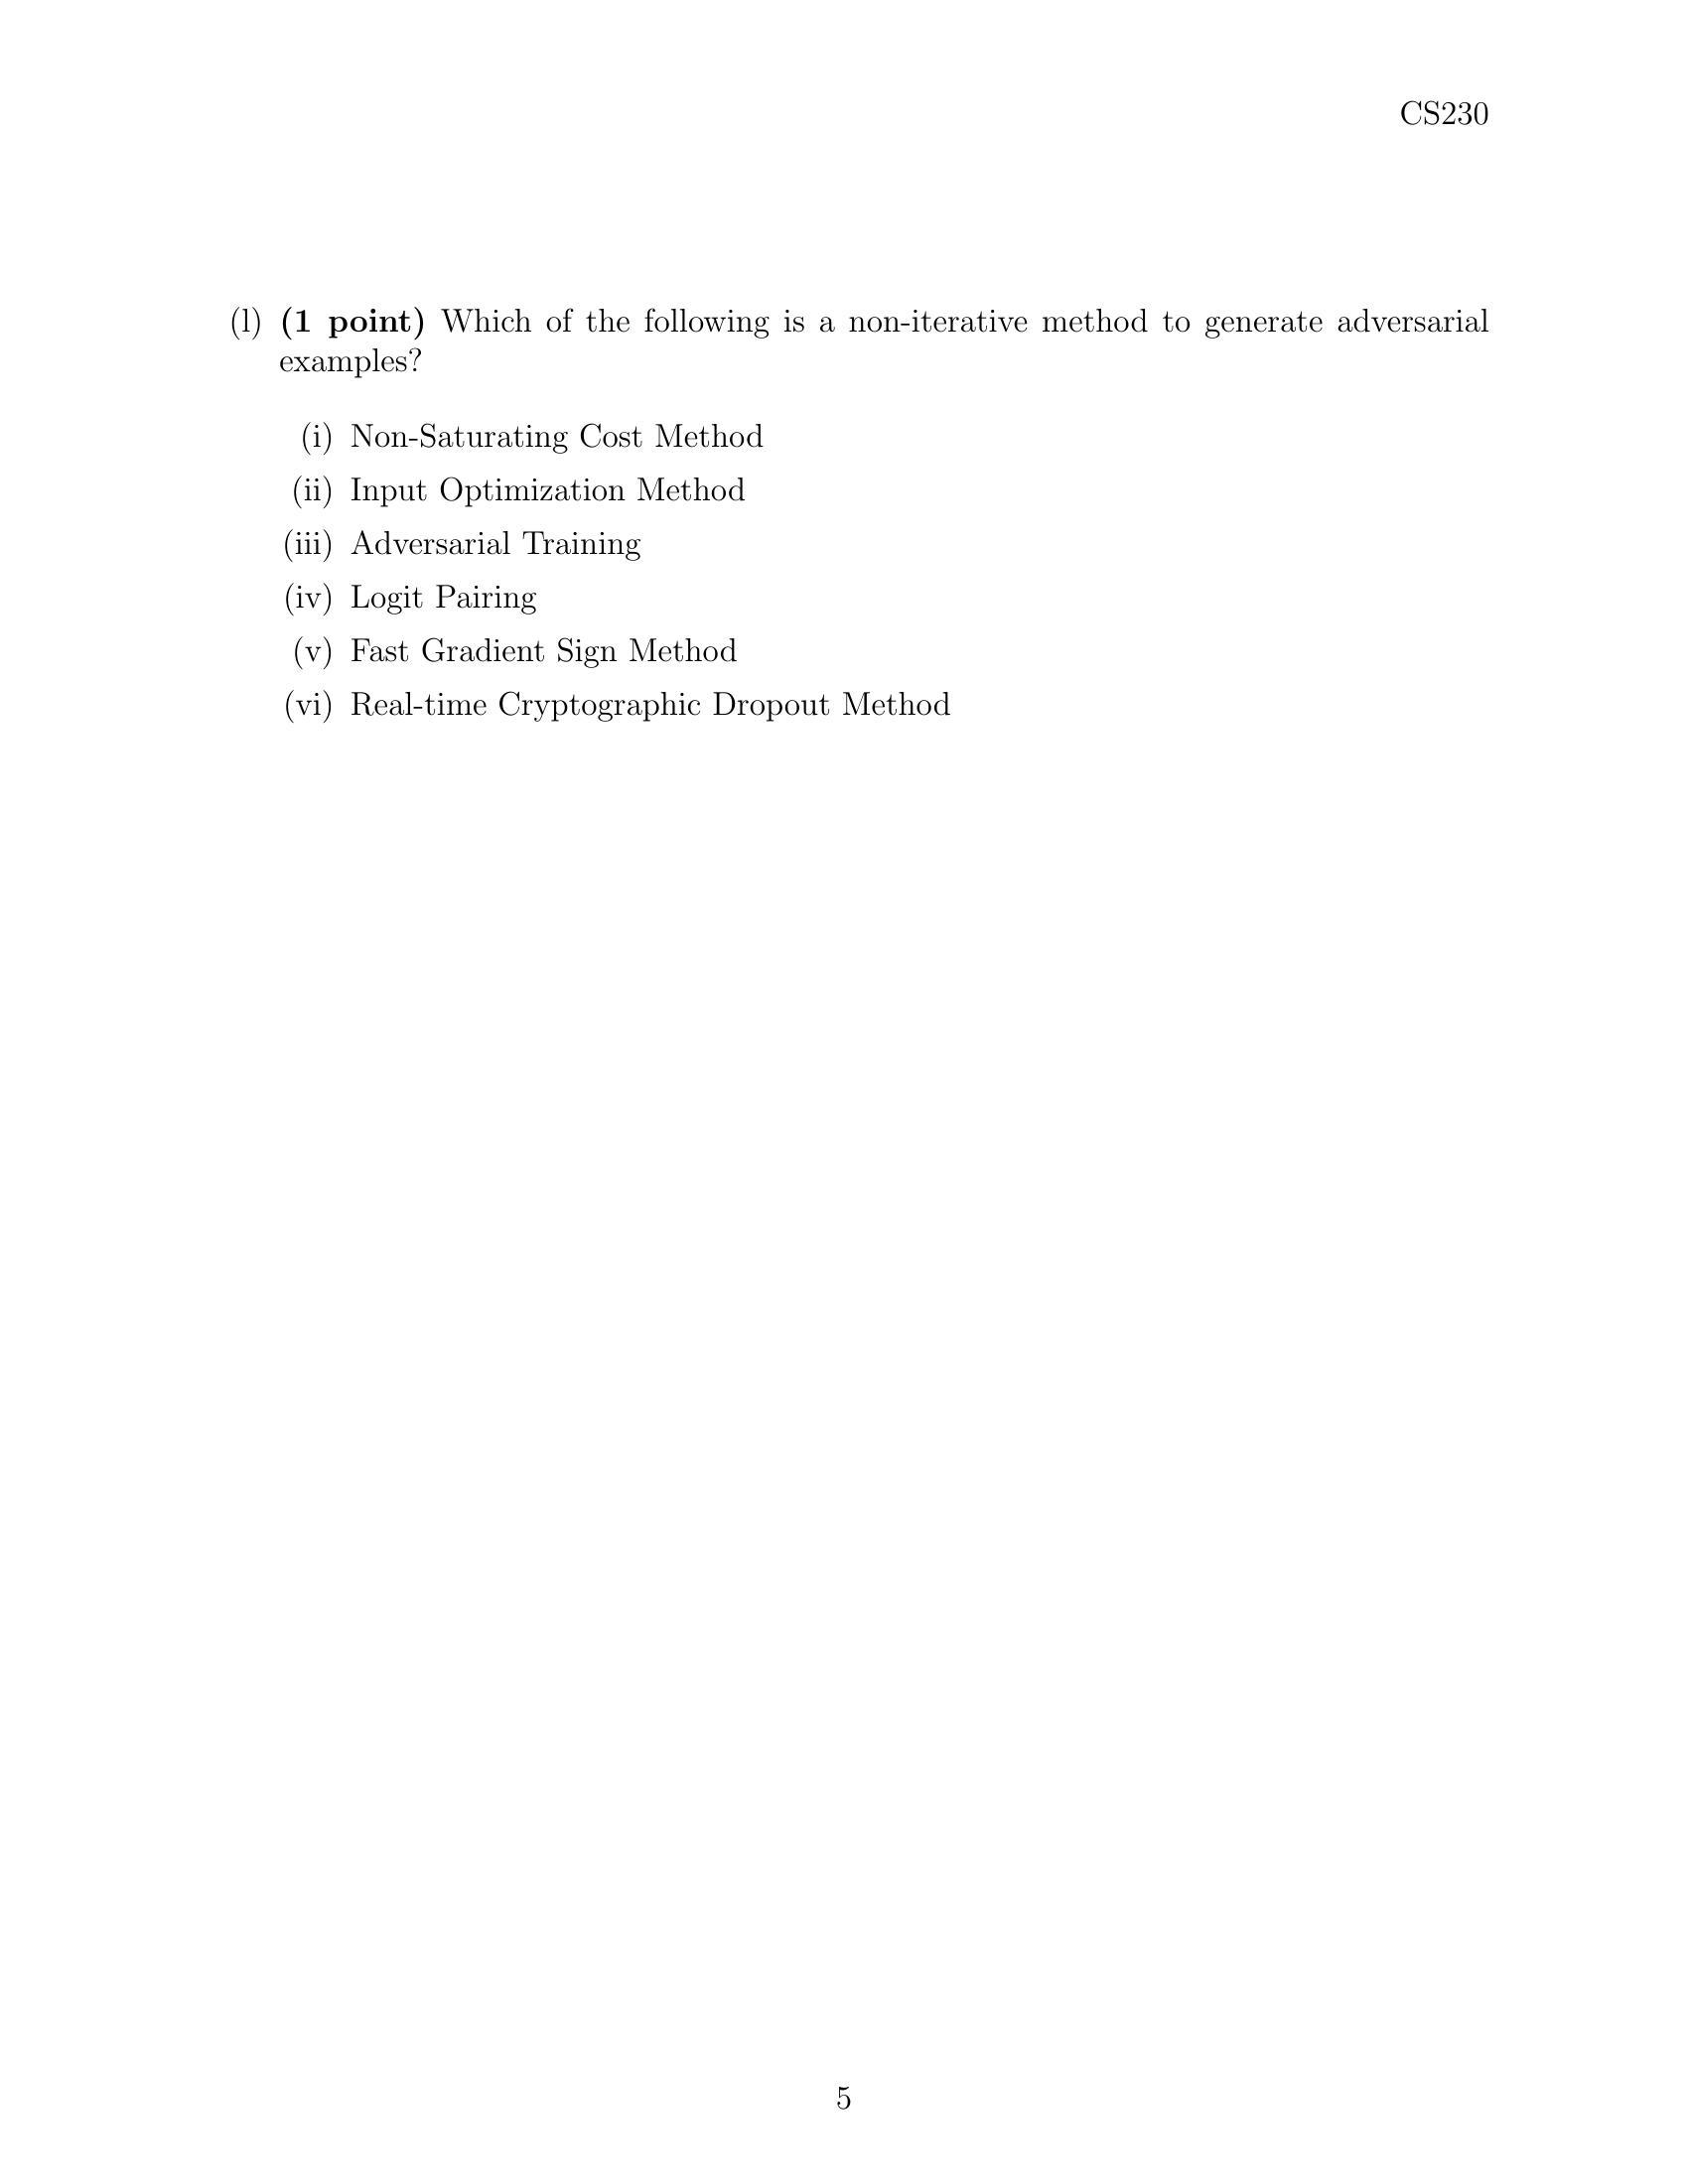 CS230
(l) (1 point) Which of the following is a non-iterative method to generate adversarial
examples?
(i) Non-Saturating Cost Method
(ii) Input Optimization Method
(iii) Adversarial Training
(iv) Logit Pairing
(v) Fast Gradient Sign Method
(vi) Real-time Cryptographic Dropout Method
5